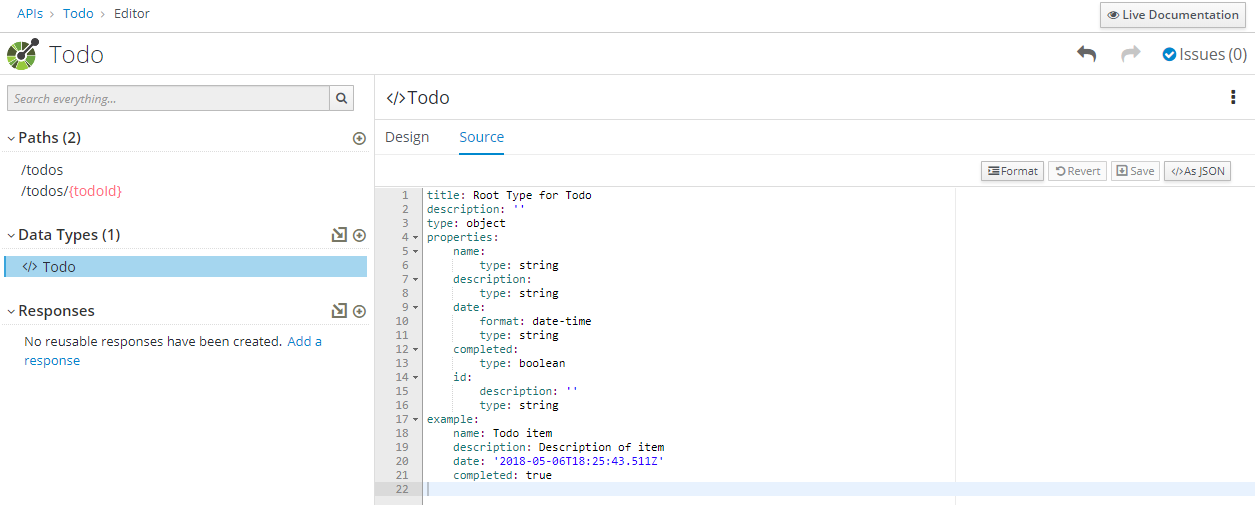 APIs > Todo > Editor
Live Documentation
Todo
Issues (0)
Search everything...
Paths (2)
/todos
/todos/{todoId}
Data Types (1)
</> Todo
Responses
No reusable responses have been created. Add a
response
</>Todo
Design Source
Format Revert Save </>As JSON
1 title: Root Type for Todo
2 description: ''
3 type: object
4 properties:
5 name:
6 type: string
7 description:
8 type: string
9 date:
10 format: date-time
11 type: string
12 completed:
13 type: boolean
14 id:
15 description: ''
16 type: string
17 example:
18 name: Todo item
19 description: Description of item
20 date: '2018-05-06T18:25:43.511Z'
21 completed: true
22